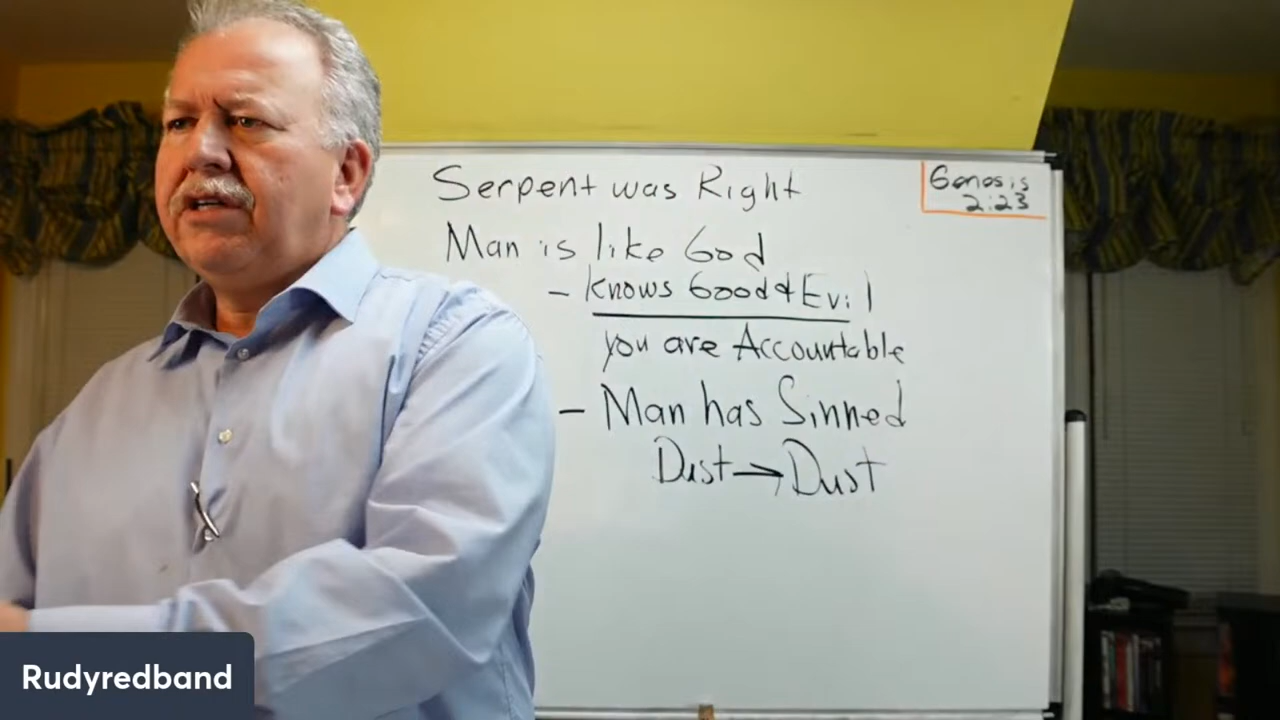 Serpent was Right
Genesis
2:23
Man is like God
- Knows Good & Evil
you are Accountable
- Man has Sinned
Dust → Dust
Rudyredband